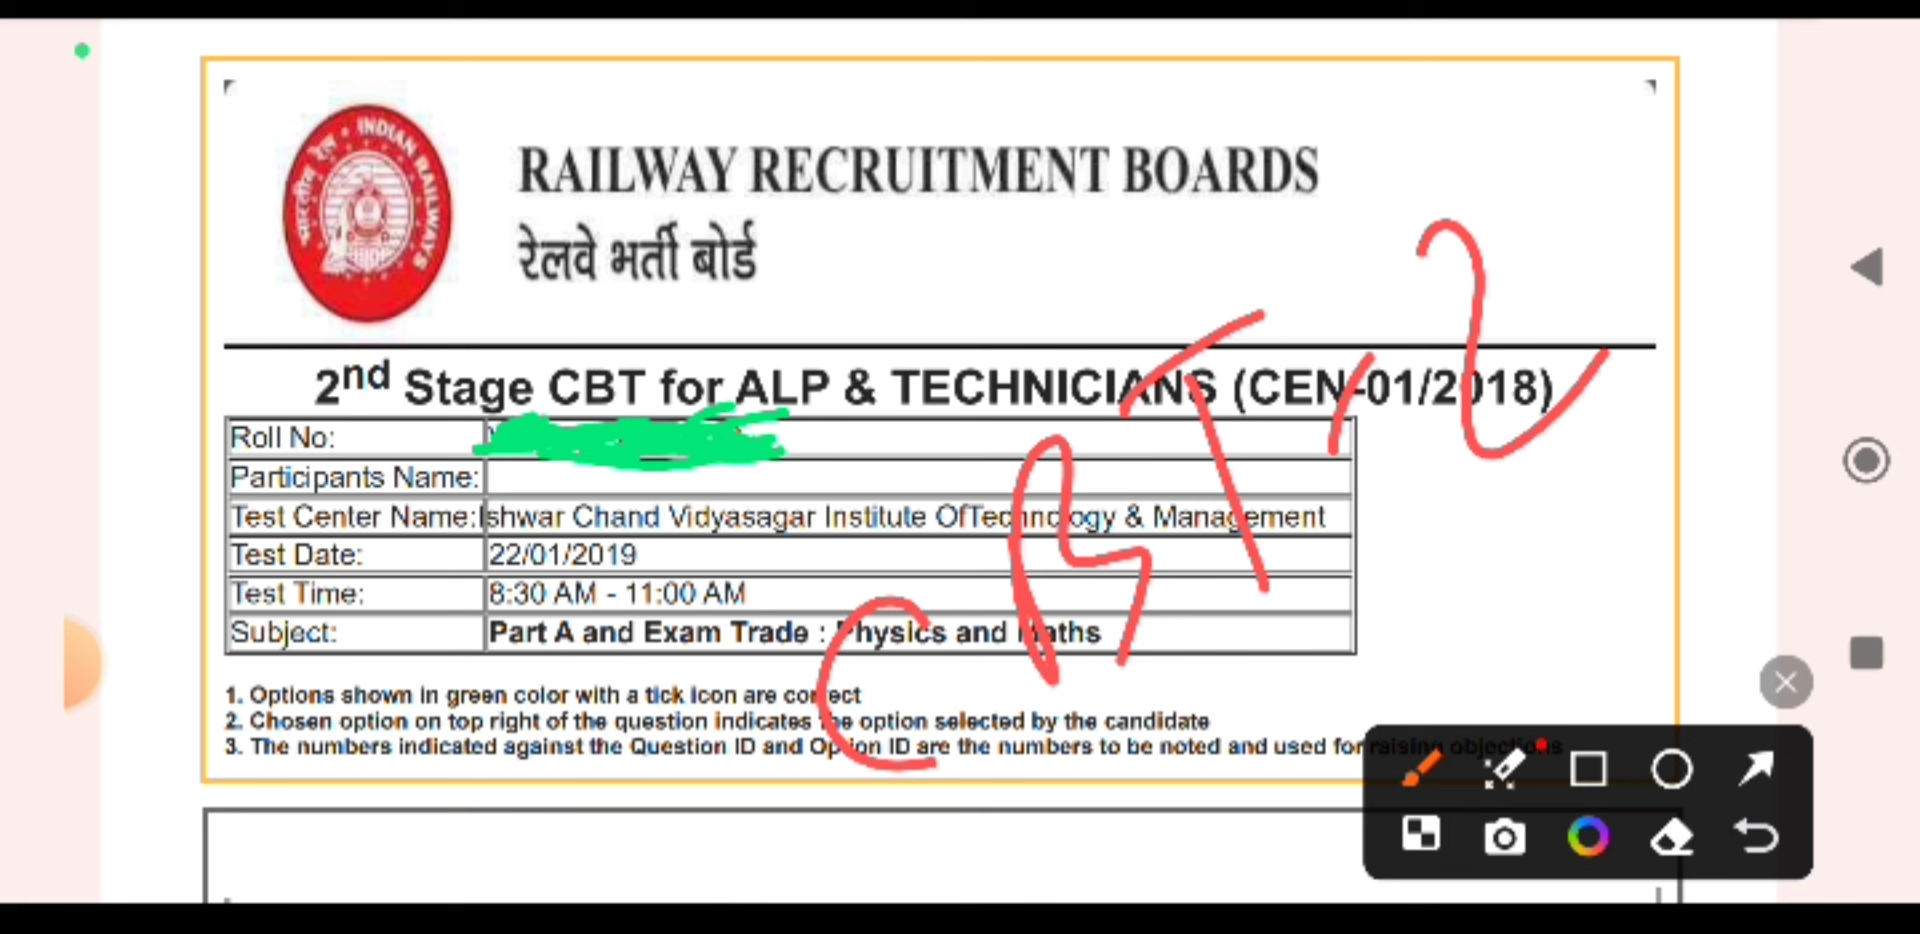 INDIAN RAILWAYS
भारतीय रेल
RAILWAY RECRUITMENT BOARDS
रेलवे भर्ती बोर्ड
2nd Stage CBT for ALP & TECHNICIANS (CEN-01/2018)
Roll No:
Participants Name:
Test Center Name: Ishwar Chand Vidyasagar Institute OfTechnology & Management
Test Date: 22/01/2019
Test Time: 8:30 AM - 11:00 AM
Subject: Part A and Exam Trade : Physics and Maths
1. Options shown in green color with a tick icon are correct
2. Chosen option on top right of the question indicates the option selected by the candidate
3. The numbers indicated against the Question ID and Option ID are the numbers to be noted and used for raising objections
CBT-2